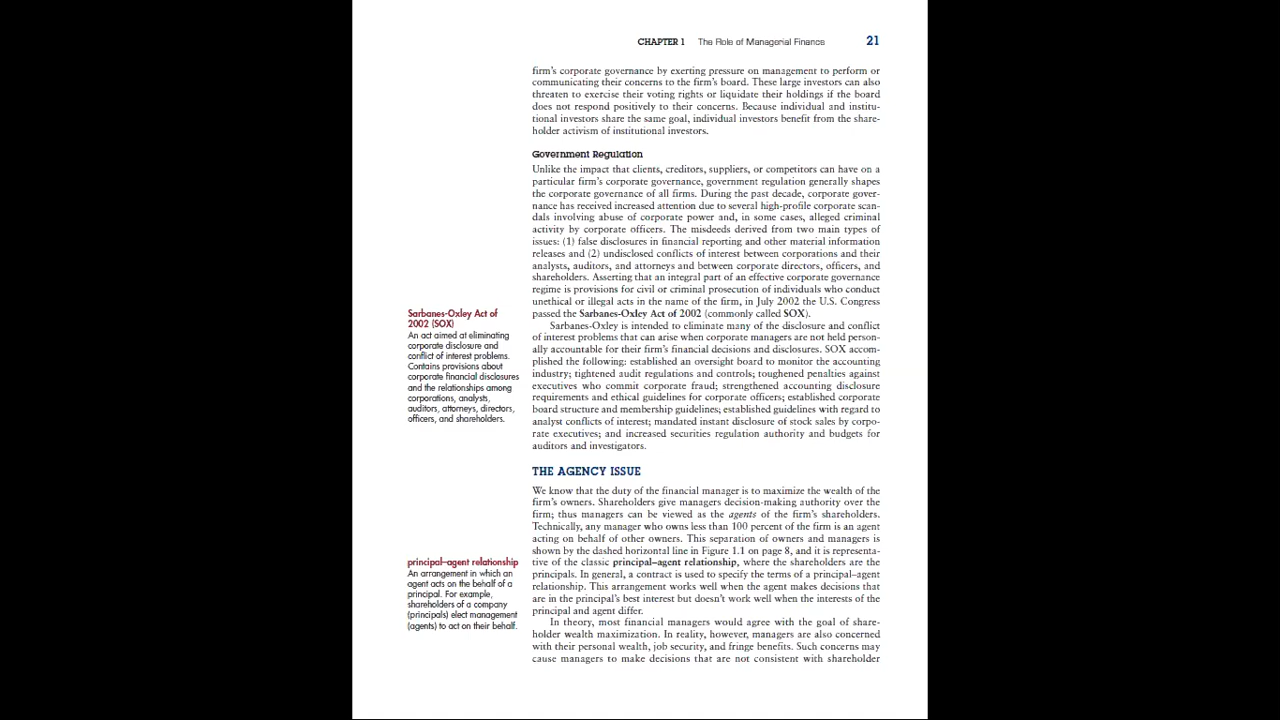 CHAPTER 1 The Role of Managerial Finance 21
firm's corporate governance by exerting pressure on management to perform or
communicating their concerns to the firm's board. These large investors can also
threaten to exercise their voting rights or liquidate their holdings if the board
does not respond positively to their concerns. Because individual and institu-
tional investors share the same goal, individual investors benefit from the share-
holder activism of institutional investors.
Government Regulation
Unlike the impact that clients, creditors, suppliers, or competitors can have on a
particular firm's corporate governance, government regulation generally shapes
the corporate governance of all firms. During the past decade, corporate gover-
nance has received increased attention due to several high-profile corporate scan-
dals involving abuse of corporate power and, in some cases, alleged criminal
activity by corporate officers. The misdeeds derived from two main types of
issues: (1) false disclosures in financial reporting and other material information
releases and (2) undisclosed conflicts of interest between corporations and their
analysts, auditors, and attorneys and between corporate directors, officers, and
shareholders. Asserting that an integral part of an effective corporate governance
regime is provisions for civil or criminal prosecution of individuals who conduct
unethical or illegal acts in the name of the firm, in July 2002 the U.S. Congress
passed the Sarbanes-Oxley Act of 2002 (commonly called SOX).
Sarbanes-Oxley Act of
2002 (SOX)
An act aimed at eliminating
corporate disclosure and
conflict of interest problems.
Contains provisions about
corporate financial disclosures
and the relationships among
corporations, analysts,
auditors, attorneys, directors,
officers, and shareholders.
Sarbanes-Oxley is intended to eliminate many of the disclosure and conflict
of interest problems that can arise when corporate managers are not held person-
ally accountable for their firm's financial decisions and disclosures. SOX accom-
plished the following: established an oversight board to monitor the accounting
industry; tightened audit regulations and controls; toughened penalties against
executives who commit corporate fraud; strengthened accounting disclosure
requirements and ethical guidelines for corporate officers; established corporate
board structure and membership guidelines; established guidelines with regard to
analyst conflicts of interest; mandated instant disclosure of stock sales by corpo-
rate executives; and increased securities regulation authority and budgets for
auditors and investigators.
THE AGENCY ISSUE
We know that the duty of the financial manager is to maximize the wealth of the
firm's owners. Shareholders give managers decision-making authority over the
firm; thus managers can be viewed as the agents of the firm's shareholders.
Technically, any manager who owns less than 100 percent of the firm is an agent
acting on behalf of other owners. This separation of owners and managers is
shown by the dashed horizontal line in Figure 1.1 on page 8, and it is representa-
tive of the classic principal–agent relationship, where the shareholders are the
principals. In general, a contract is used to specify the terms of a principal–agent
relationship. This arrangement works well when the agent makes decisions that
are in the principal's best interest but doesn't work well when the interests of the
principal and agent differ.
principal–agent relationship
An arrangement in which an
agent acts on the behalf of a
principal. For example,
shareholders of a company
(principals) elect management
(agents) to act on their behalf.
In theory, most financial managers would agree with the goal of share-
holder wealth maximization. In reality, however, managers are also concerned
with their personal wealth, job security, and fringe benefits. Such concerns may
cause managers to make decisions that are not consistent with shareholder